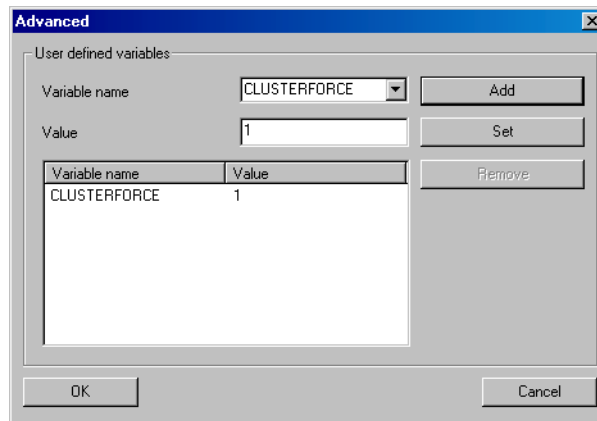 Advanced
User defined variables
Variable name CLUSTERFORCE Add
Value 1 Set
Variable name Value Remove
CLUSTERFORCE 1
OK Cancel